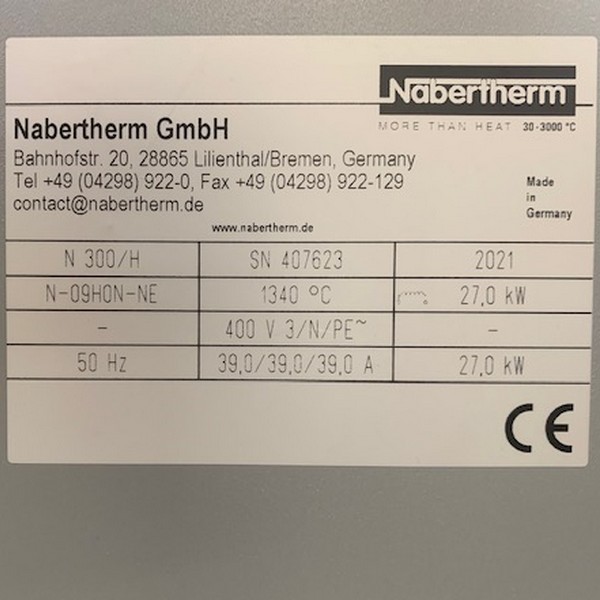 Nabertherm
MORE THAN HEAT 30-3000 °C
Nabertherm GmbH
Bahnhofstr. 20, 28865 Lilienthal/Bremen, Germany
Tel +49 (04298) 922-0, Fax +49 (04298) 922-129
contact@nabertherm.de
Made
in
Germany
www.nabertherm.de
N 300/H SN 407623 2021
N-09H0N-NE 1340 °C 27,0 kW
- 400 V 3/N/PE~ -
50 Hz 39,0/39,0/39,0 A 27,0 kW
CE